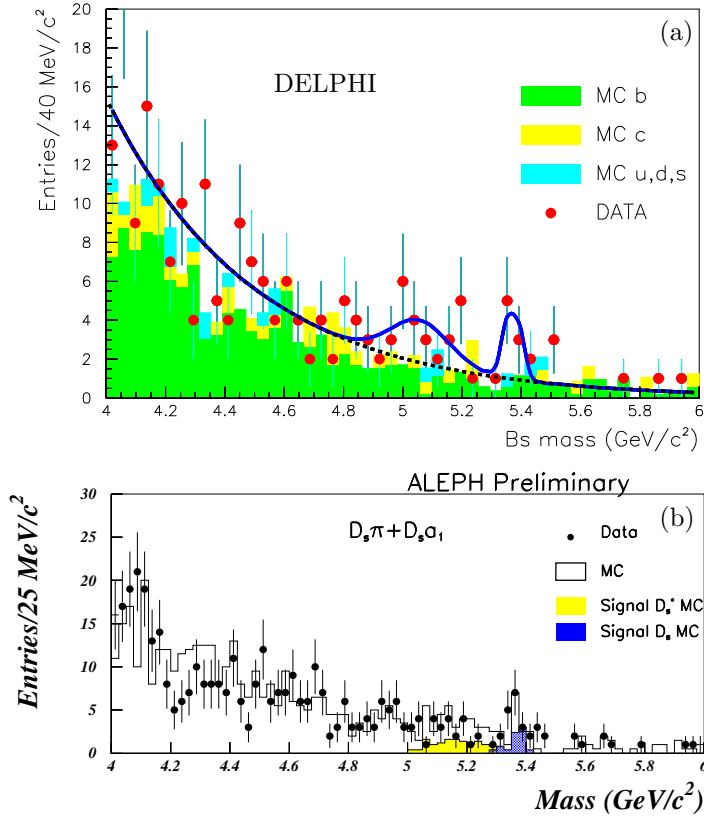 (a)
DELPHI
MC b
MC c
MC u,d,s
DATA
Entries/40 MeV/c²
20
18
16
14
12
10
8
6
4
2
0
4 4.2 4.4 4.6 4.8 5 5.2 5.4 5.6 5.8 6
Bs mass (GeV/c²)
ALEPH Preliminary
(b)
Dₛπ+Dₛa₁
Data
MC
Signal Dₛ* MC
Signal Dₛ MC
Entries/25 MeV/c²
30
25
20
15
10
5
0
4 4.2 4.4 4.6 4.8 5 5.2 5.4 5.6 5.8 6
Mass (GeV/c²)